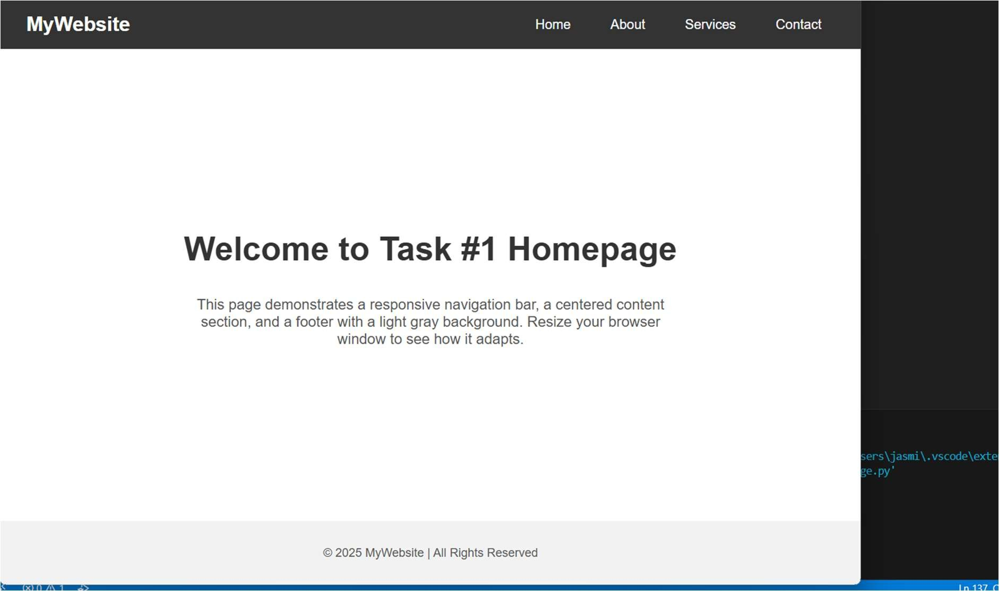 MyWebsite
Home About Services Contact
Welcome to Task #1 Homepage
This page demonstrates a responsive navigation bar, a centered content
section, and a footer with a light gray background. Resize your browser
window to see how it adapts.
sers\jasmi\.vscode\exte
ge.py'
© 2025 MyWebsite | All Rights Reserved
0 1
Ln 137,